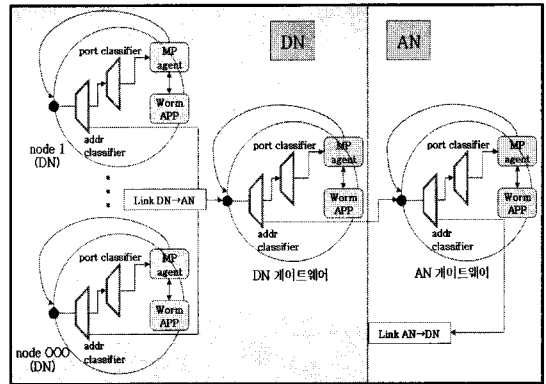 DN
AN
port classifier
MP
agent
Worm
APP
addr
classifier
node 1
(DN)
Link DN→AN
port classifier
MP
agent
Worm
APP
addr
classifier
DN 게이트웨어
port classifier
MP
agent
Worm
APP
addr
classifier
AN 게이트웨이
port classifier
MP
agent
Worm
APP
addr
classifier
node OOO
(DN)
Link AN→DN